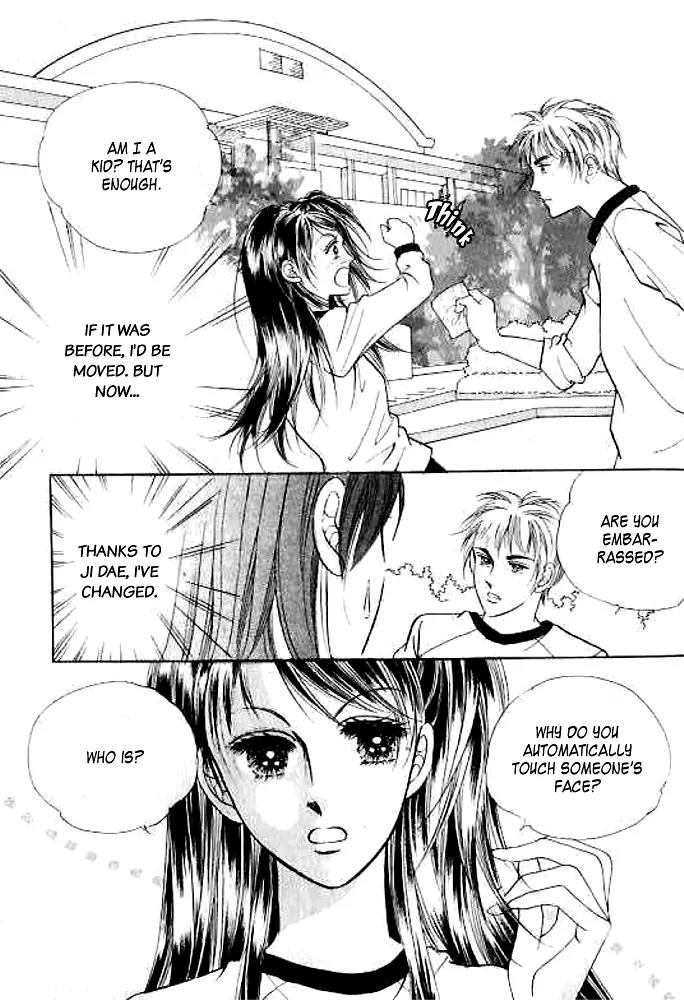 AM I A
KID? THAT'S
ENOUGH.
Think
IF IT WAS
BEFORE, I'D BE
MOVED. BUT
NOW...
ARE YOU
EMBAR-
RASSED?
THANKS TO
JI DAE, I'VE
CHANGED.
WHO IS?
WHY DO YOU
AUTOMATICALLY
TOUCH SOMEONE'S
FACE?